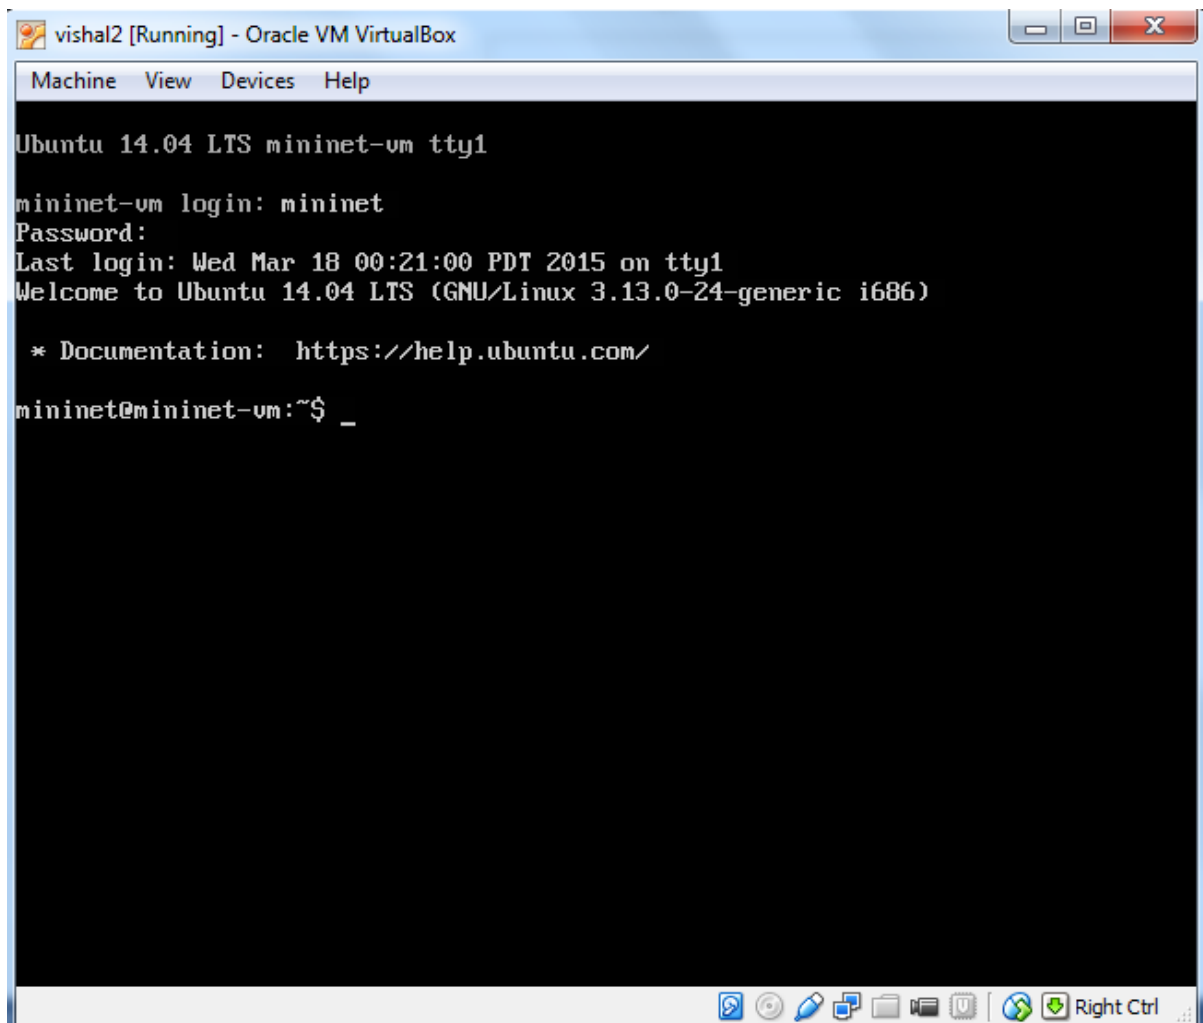 vishal2 [Running] - Oracle VM VirtualBox
Machine View Devices Help
Ubuntu 14.04 LTS mininet-vm tty1
mininet-vm login: mininet
Password:
Last login: Wed Mar 18 00:21:00 PDT 2015 on tty1
Welcome to Ubuntu 14.04 LTS (GNU/Linux 3.13.0-24-generic i686)
* Documentation: https://help.ubuntu.com/
mininet@mininet-vm:~$ _
Right Ctrl